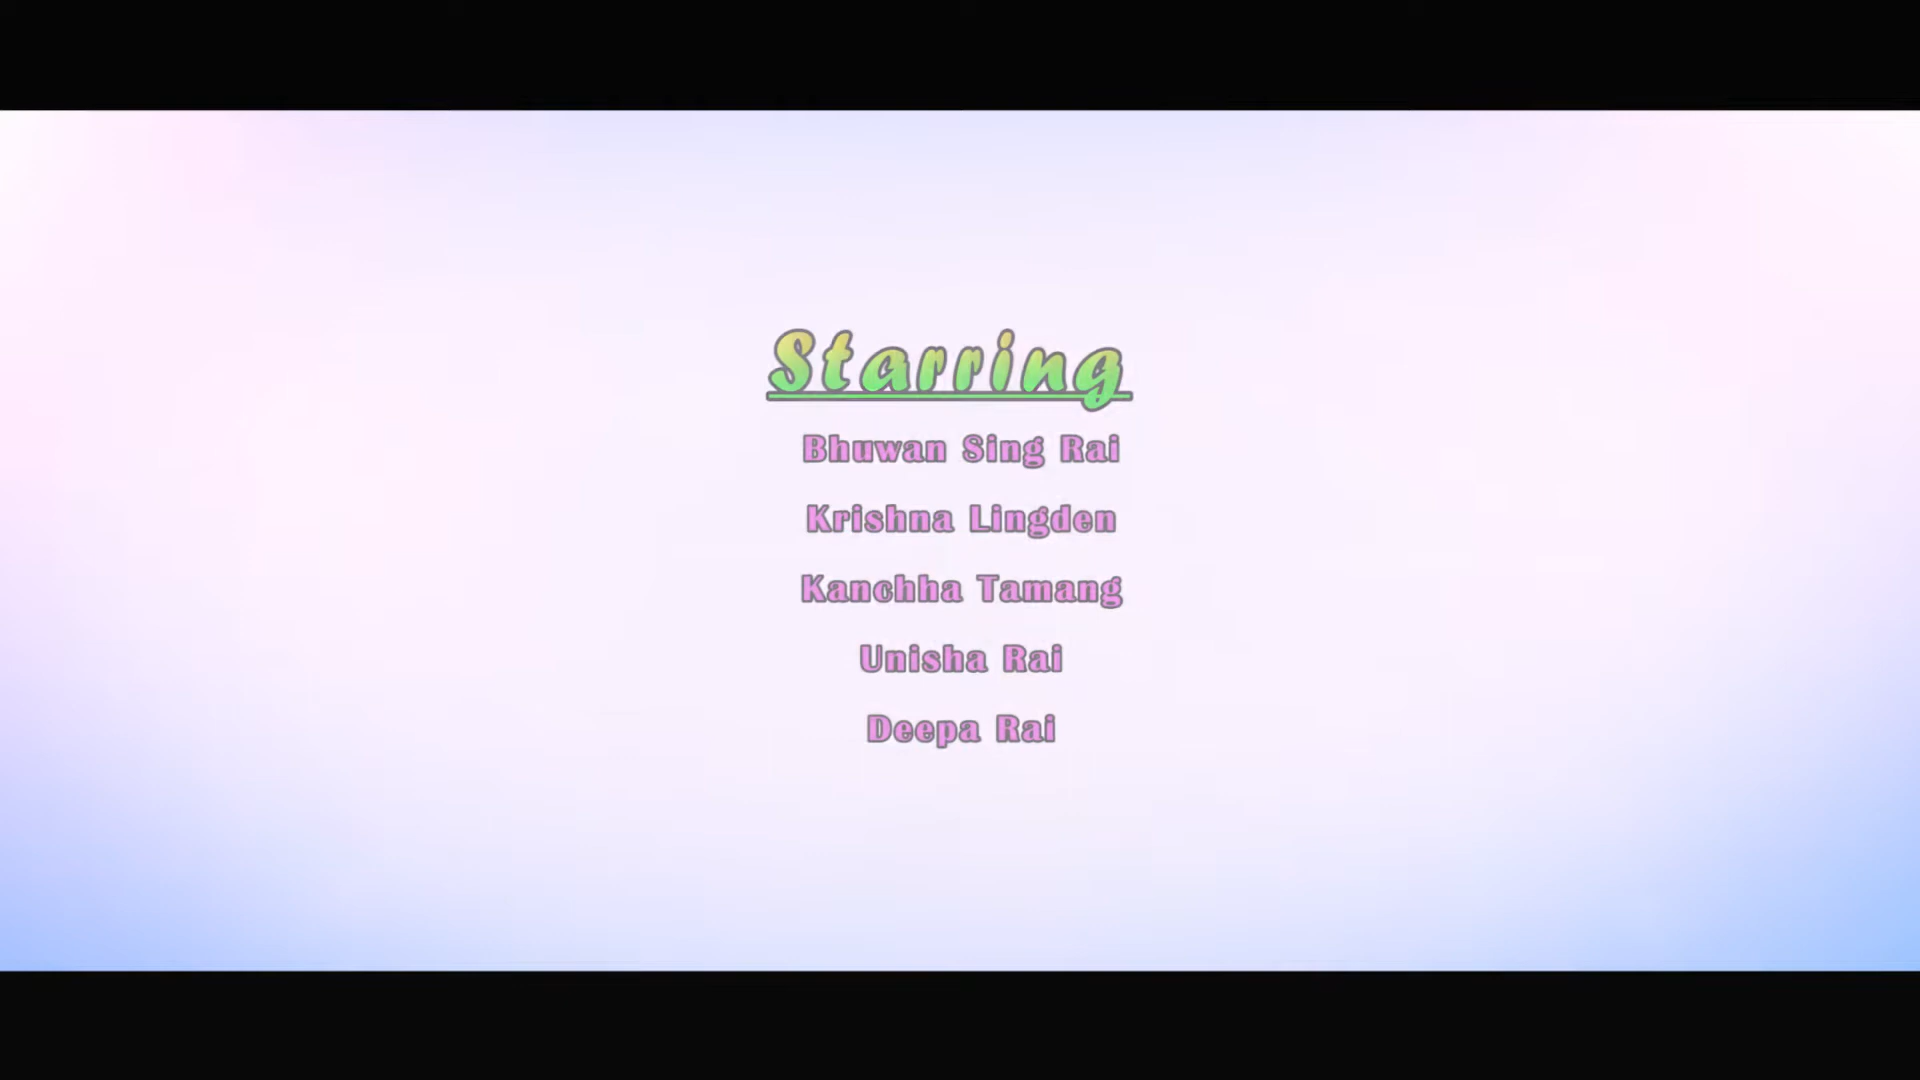 Starring
Bhuwan Sing Rai
Krishna Lingden
Kanchha Tamang
Unisha Rai
Deepa Rai